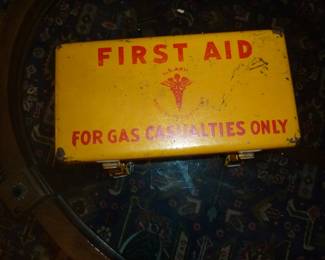 FIRST AID
FOR GAS CASUALTIES ONLY